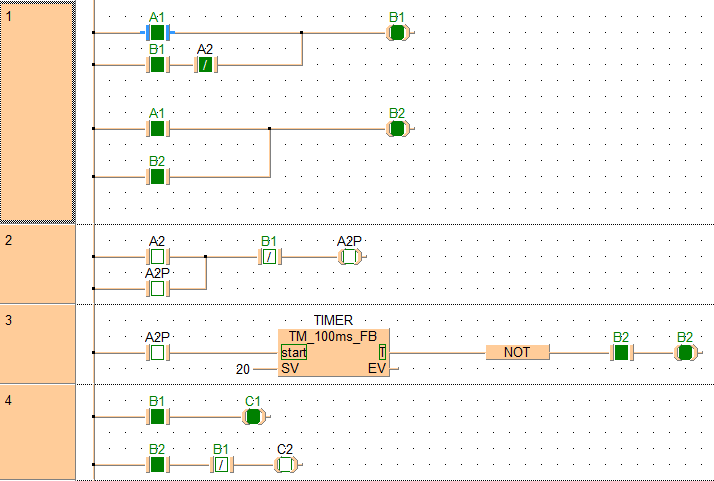 1
A1 B1
B1 A2
/
A1 B2
B2
2
A2 B1 A2P
/
A2P
3
TIMER
A2P TM_100ms_FB B2 B2
start T NOT
20 SV EV
4
B1 C1
B2 B1 C2
/